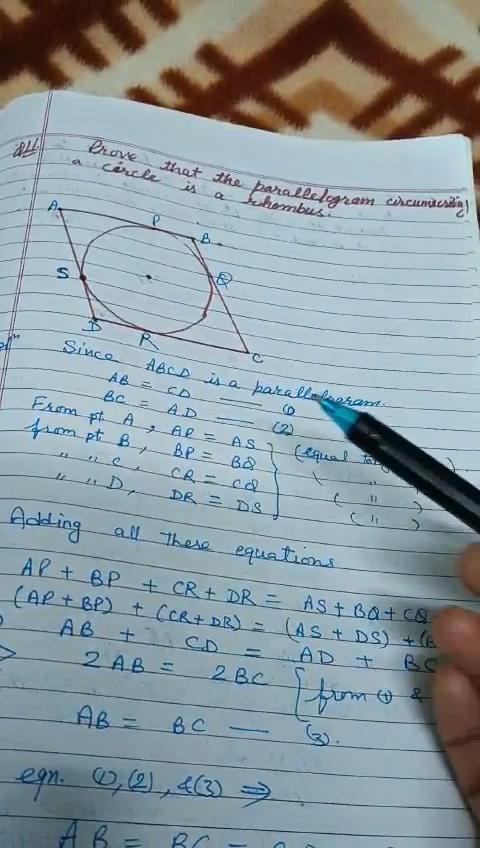 Q11 Prove that the parallelogram circumscribing
a circle is a rhombus.
A
P
B
S
Q
D
R
C
Since ABCD is a parallelogram.
AB = CD — (1)
BC = AD — (2)
From pt A, AP = AS (equal
from pt B, BP = BQ ( "
" " C, CR = CQ ( " )
" " D, DR = DS ( " )
Adding all these equations
AP + BP + CR + DR = AS + BQ + CQ
(AP + BP) + (CR + DR) = (AS + DS) + (B
AB + CD = AD + BC
2AB = 2BC {from (1) &
AB = BC — (3).
eqn. (1), (2), & (3) ⇒
AB = BC =